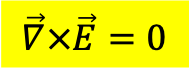 ∇⃗×E⃗ = 0